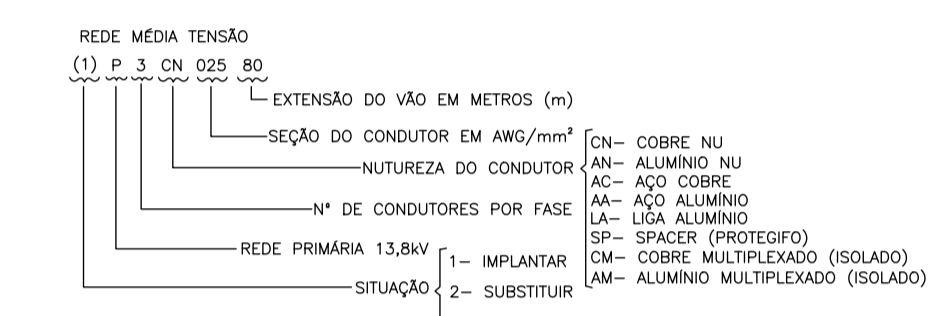 REDE MÉDIA TENSÃO
(1) P 3 CN 025 80
EXTENSÃO DO VÃO EM METROS (m)
SEÇÃO DO CONDUTOR EM AWG/mm²
NUTUREZA DO CONDUTOR
CN- COBRE NU
AN- ALUMÍNIO NU
AC- AÇO COBRE
AA- AÇO ALUMÍNIO
LA- LIGA ALUMÍNIO
SP- SPACER (PROTEGIFO)
CM- COBRE MULTIPLEXADO (ISOLADO)
AM- ALUMÍNIO MULTIPLEXADO (ISOLADO)
N° DE CONDUTORES POR FASE
REDE PRIMÁRIA 13,8kV
SITUAÇÃO
1- IMPLANTAR
2- SUBSTITUIR